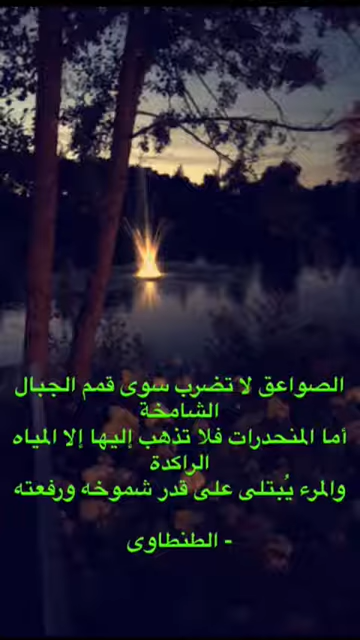 الصواعق لا تضرب سوى قمم الجبال
الشامخة
أما المنحدرات فلا تذهب إليها إلا المياه
الراكدة
والمرء يُبتلى على قدر شموخه ورفعته
- الطنطاوى